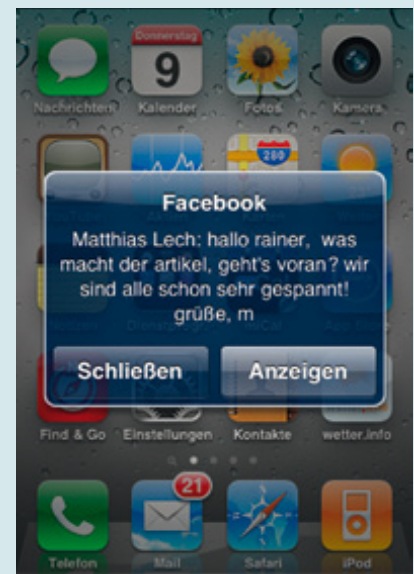 Donnerstag
9
Nachrichten Kalender Fotos Kamera
280
Facebook
Matthias Lech: hallo rainer, was
macht der artikel, geht's voran? wir
sind alle schon sehr gespannt!
grüße, m
Schließen Anzeigen
Find & Go Einstellungen Kontakte wetter.info
21
Telefon Mail Safari iPod